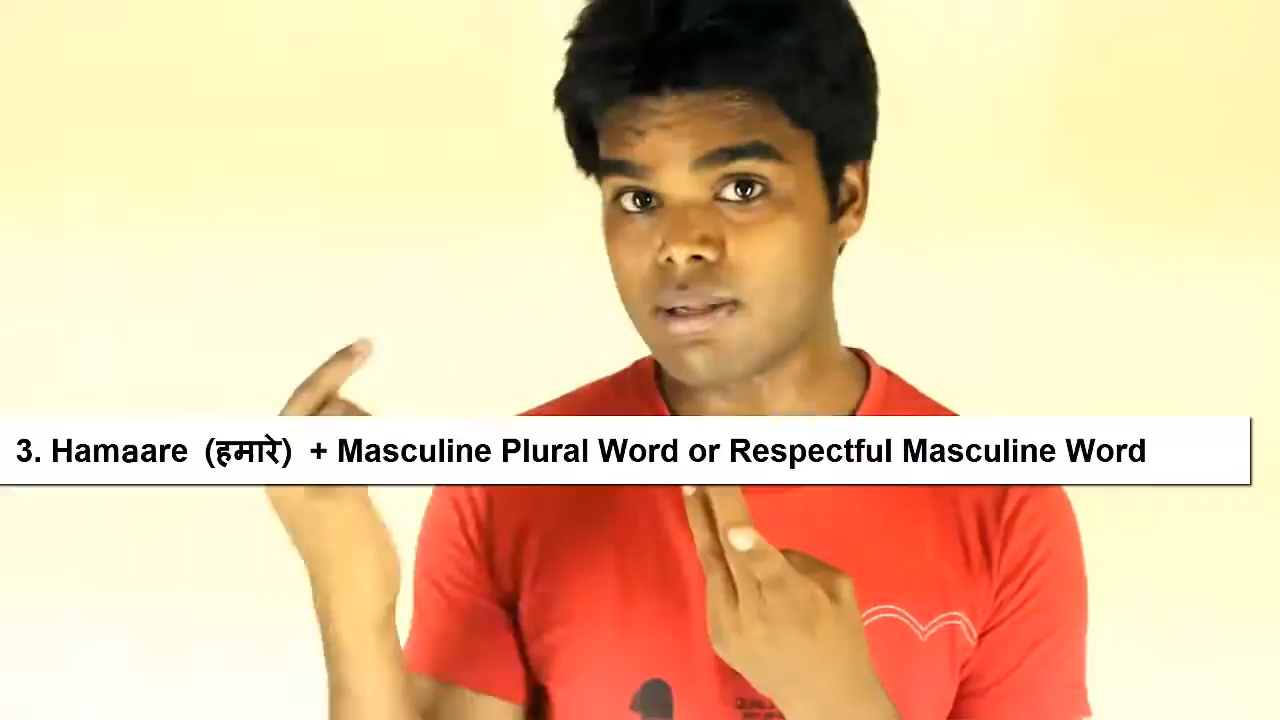 3. Hamaare (हमारे) + Masculine Plural Word or Respectful Masculine Word